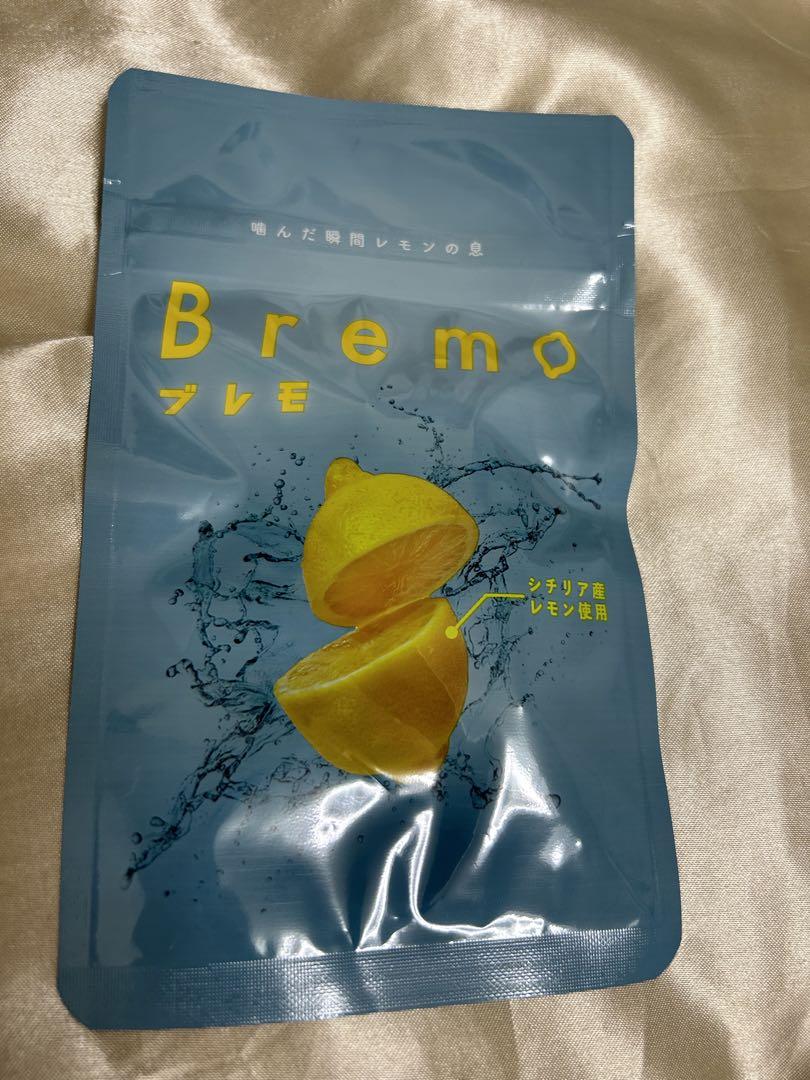 噛んだ瞬間レモンの息
Bremo
ブレモ
シチリア産
レモン使用